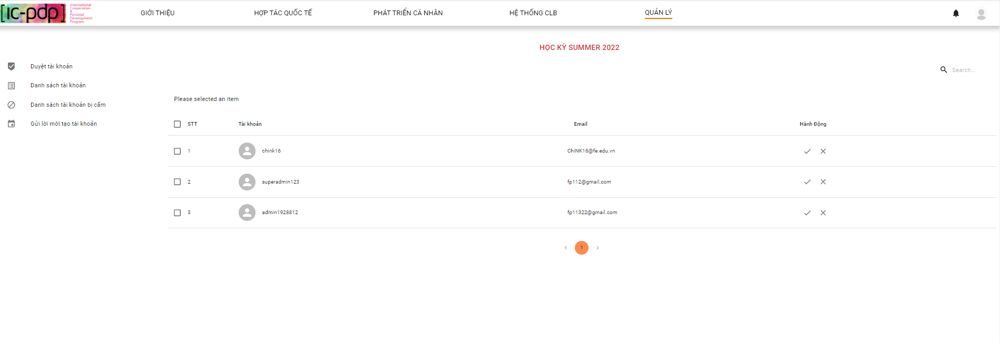 [ic-pdp]
International
Cooperation
&
Personal
Development
Program
GIỚI THIỆU
HỢP TÁC QUỐC TẾ
PHÁT TRIỂN CÁ NHÂN
HỆ THỐNG CLB
QUẢN LÝ
HỌC KỲ SUMMER 2022
Duyệt tài khoản
Danh sách tài khoản
Danh sách tài khoản bị cấm
Gửi lời mời tạo tài khoản
Search...
Please selected an item
STT Tài khoản Email Hành Động
1 chink16 ChiNK16@fe.edu.vn
2 superadmin123 fp112@gmail.com
3 admin1928812 fp11322@gmail.com
1